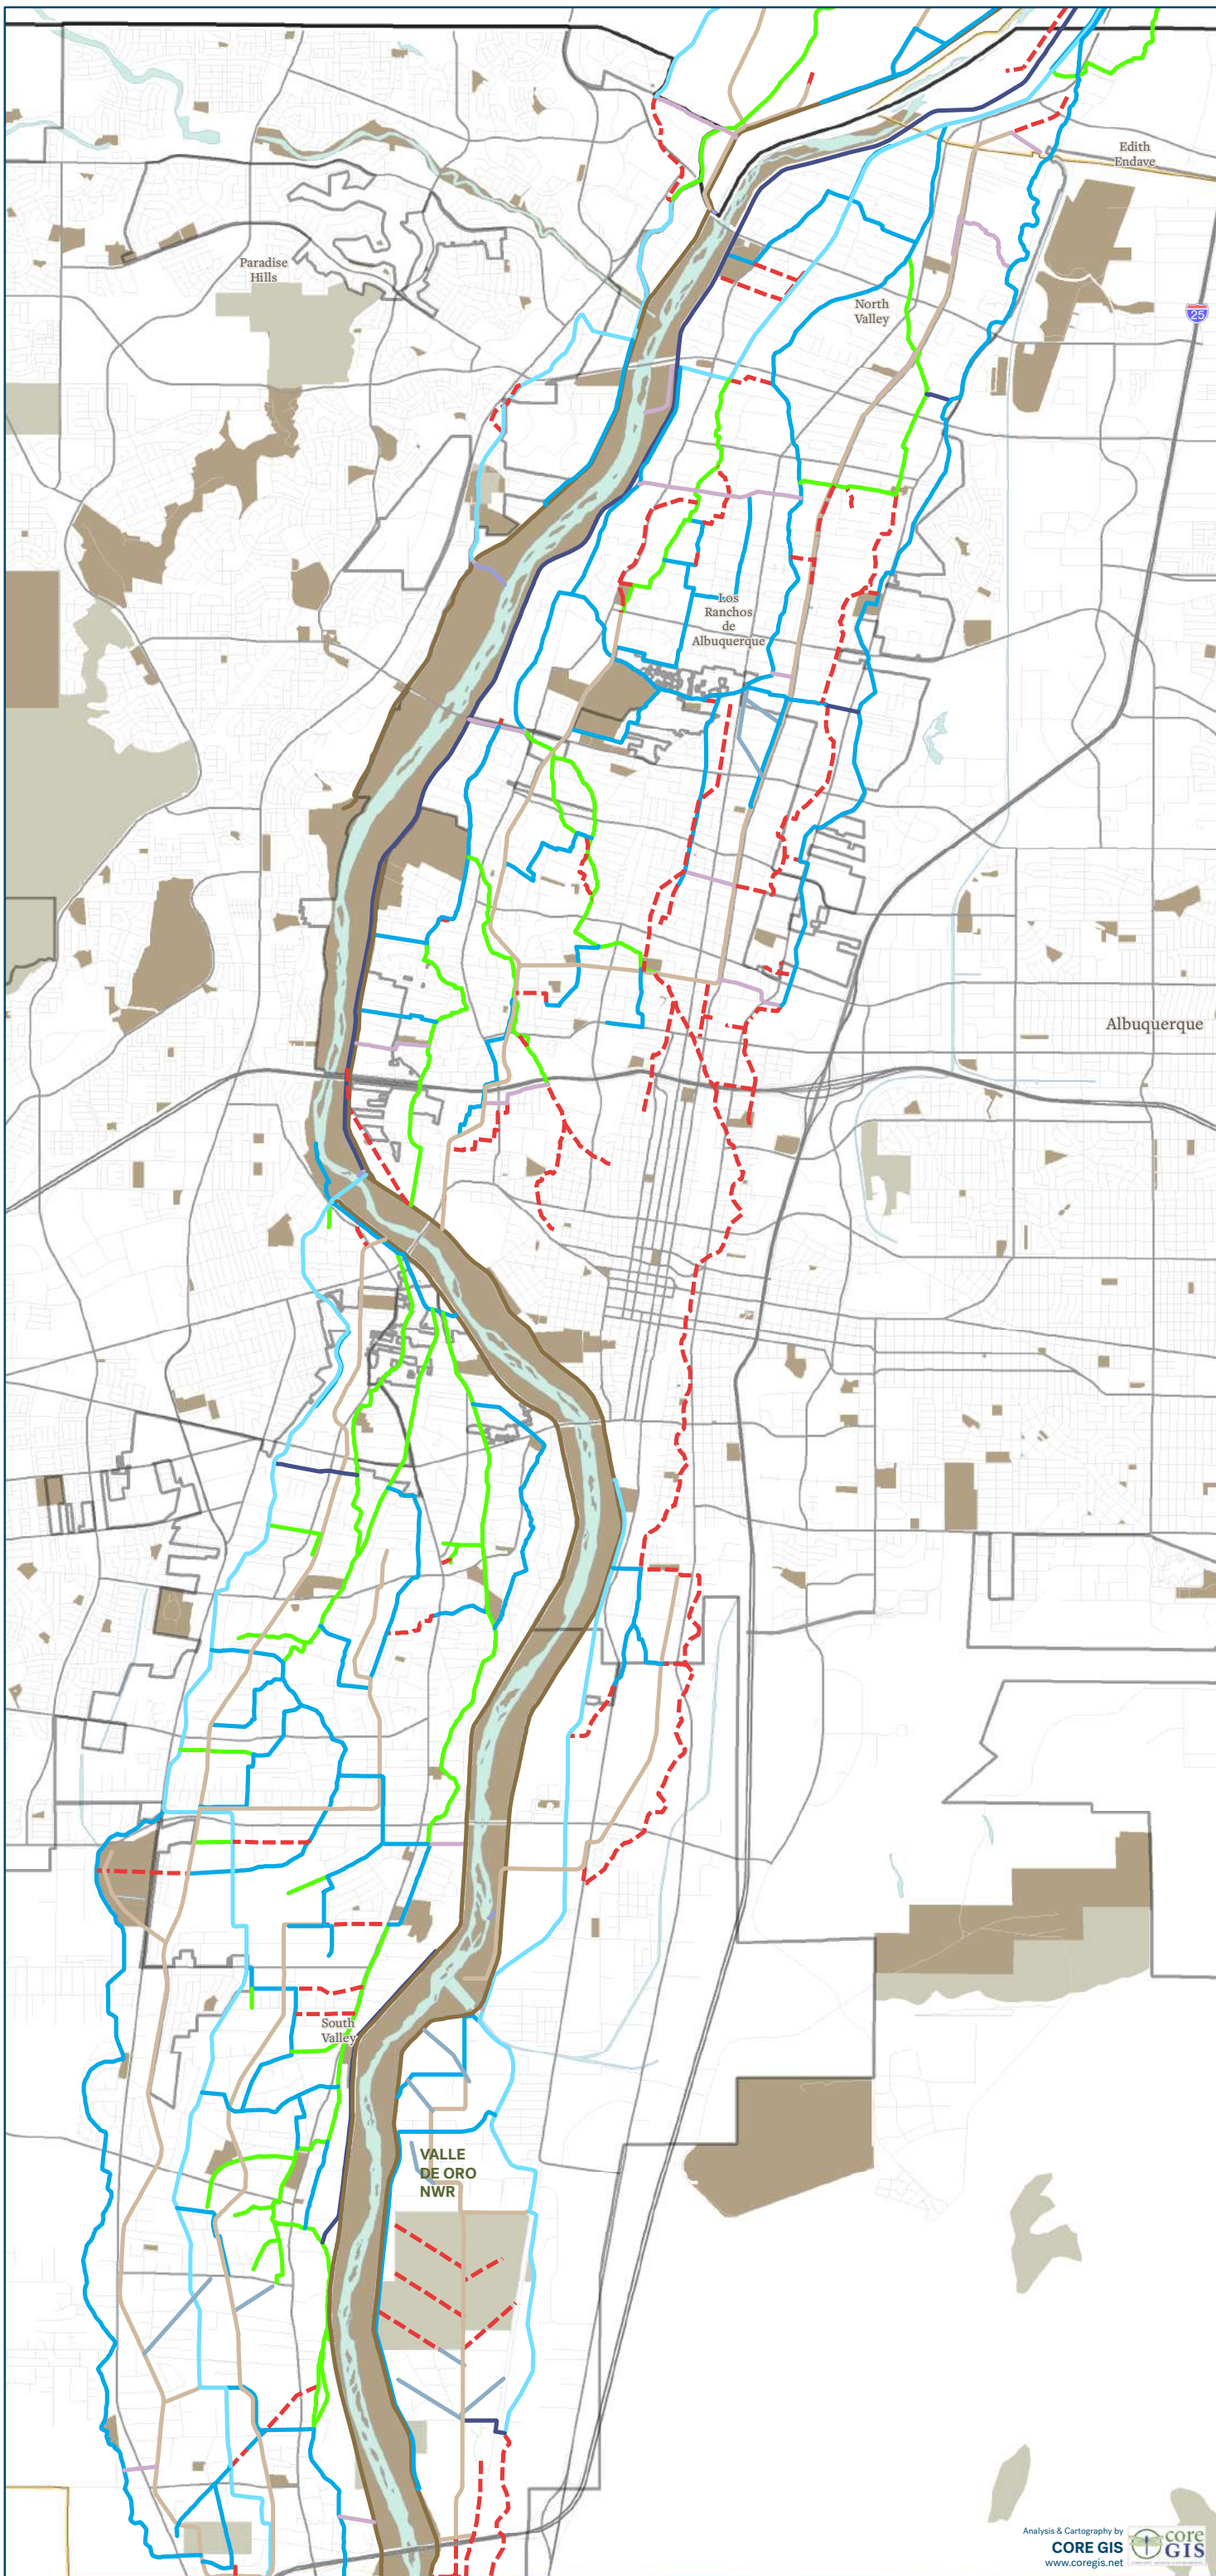 Edith
Endave
Paradise
Hills
North
Valley
25
Los
Ranchos
de
Albuquerque
Albuquerque
South
Valley
VALLE
DE ORO
NWR
Analysis & Cartography by
CORE GIS
www.coregis.net
core
GIS